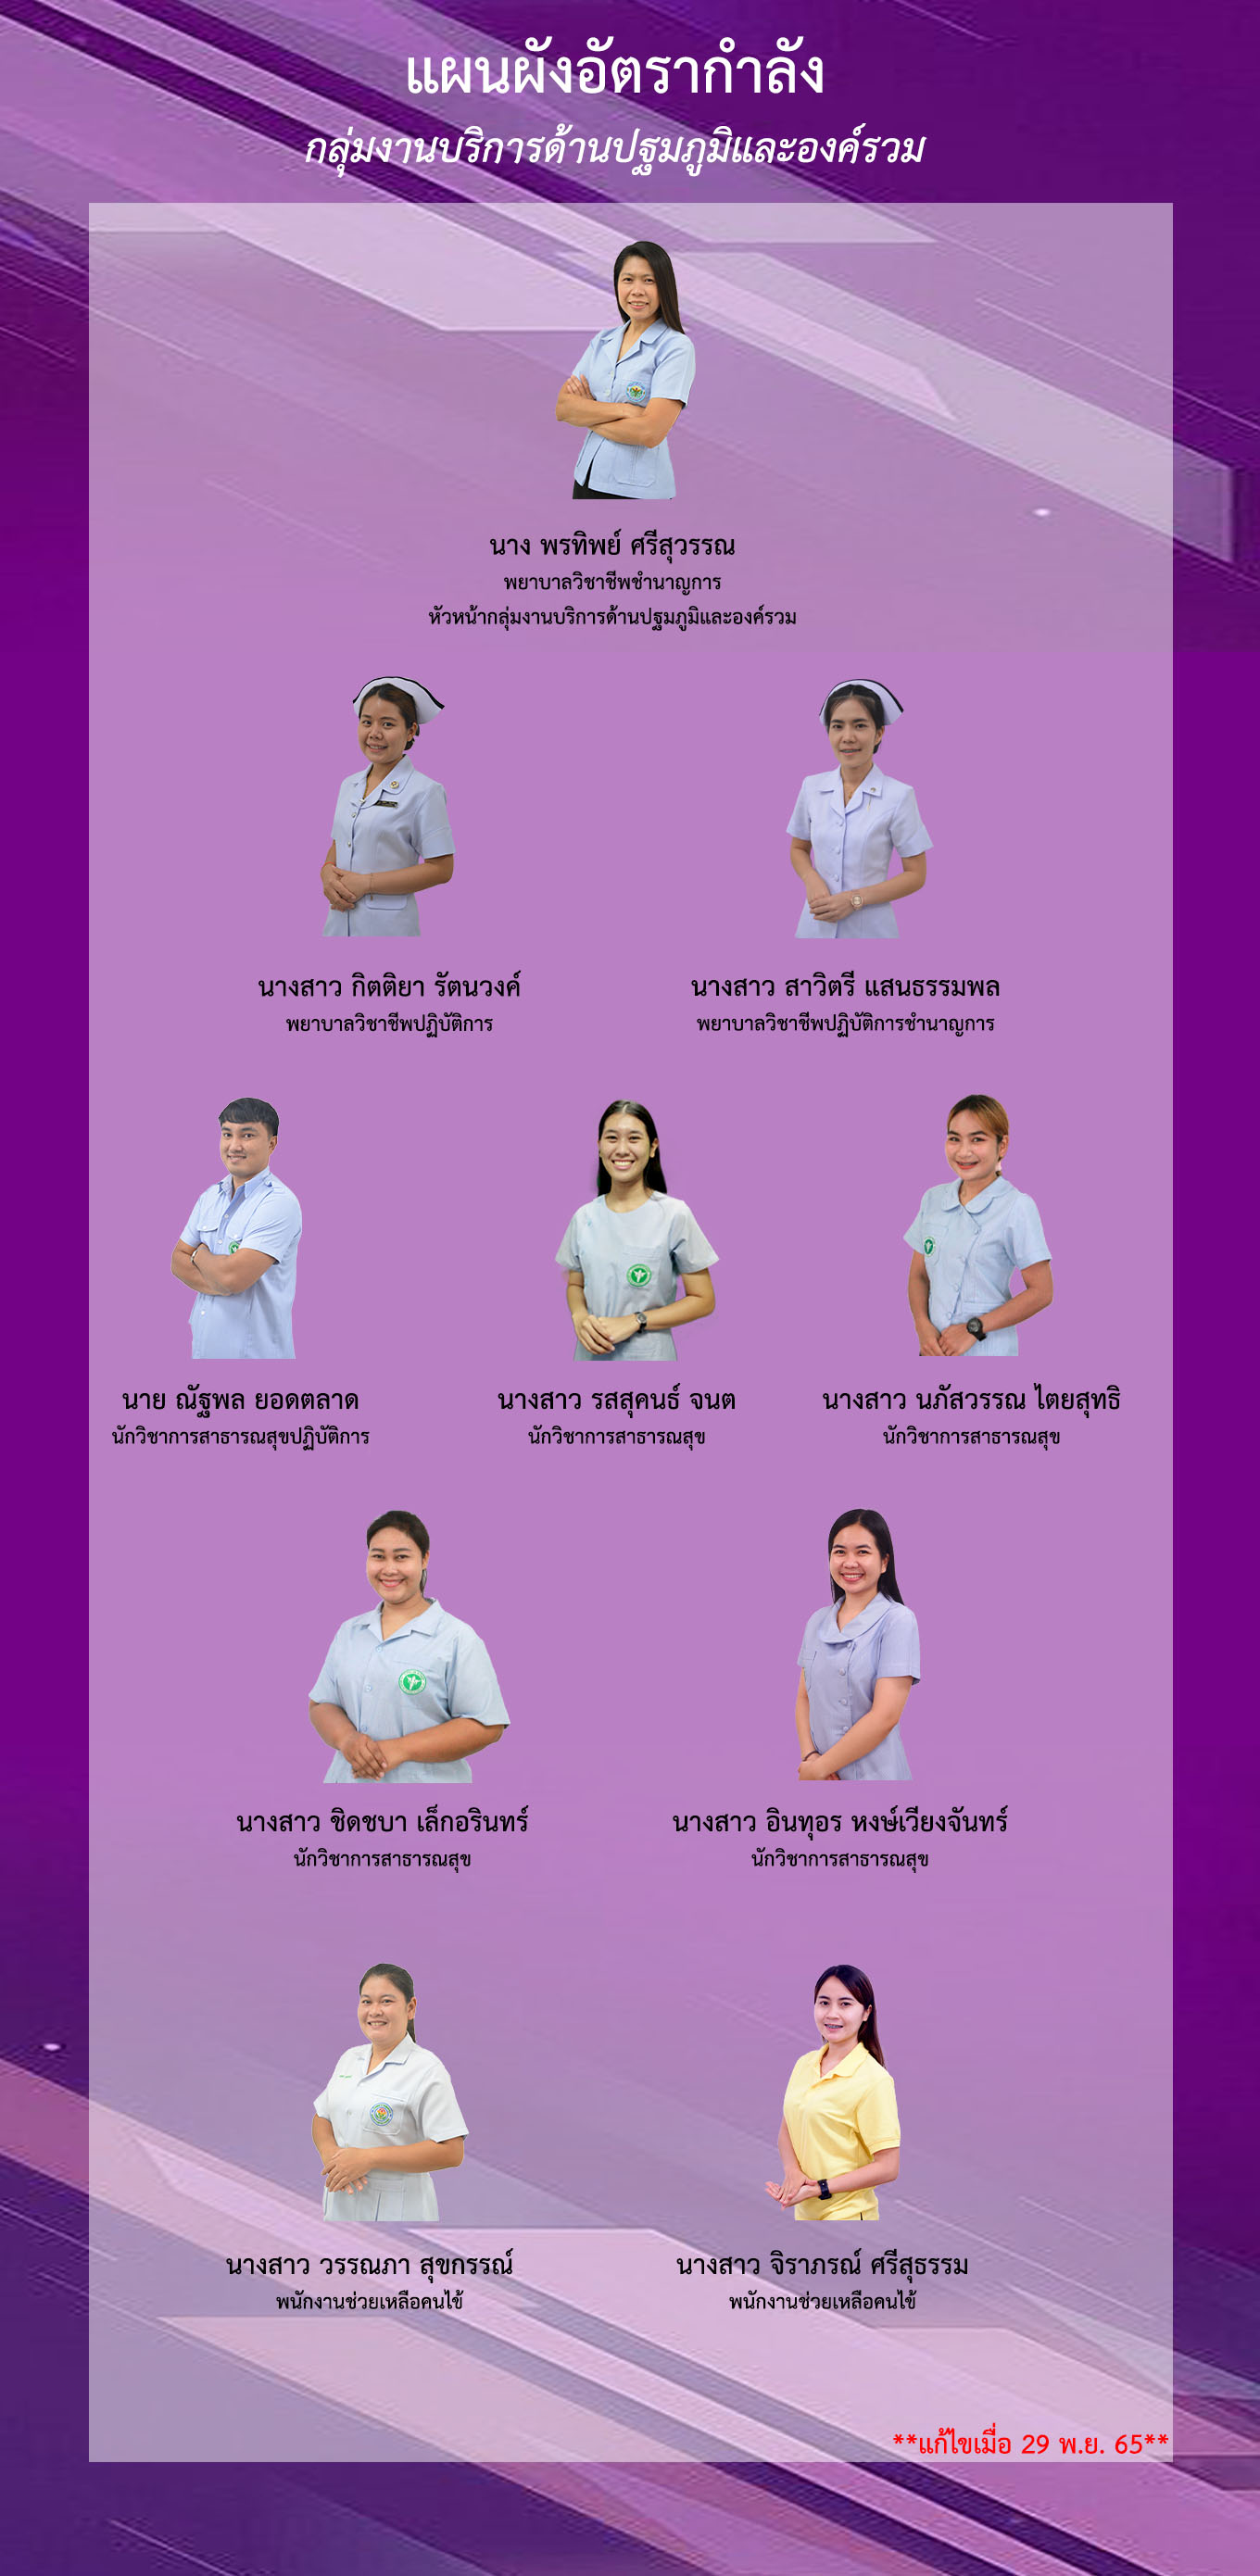 แผนผังอัตรากำลัง
กลุ่มงานบริการด้านปฐมภูมิและองค์รวม
นาง พรทิพย์ ศรีสุวรรณ
พยาบาลวิชาชีพชำนาญการ
หัวหน้ากลุ่มงานบริการด้านปฐมภูมิและองค์รวม
นางสาว กิตติยา รัตนวงค์
พยาบาลวิชาชีพปฏิบัติการ
นางสาว สาวิตรี แสนธรรมพล
พยาบาลวิชาชีพปฏิบัติการชำนาญการ
นาย ณัฐพล ยอดตลาด
นักวิชาการสาธารณสุขปฏิบัติการ
นางสาว รสสุคนธ์ จนต
นักวิชาการสาธารณสุข
นางสาว นภัสวรรณ ไตยสุทธิ
นักวิชาการสาธารณสุข
นางสาว ชิดชบา เล็กอรินทร์
นักวิชาการสาธารณสุข
นางสาว อินทุอร หงษ์เวียงจันทร์
นักวิชาการสาธารณสุข
นางสาว วรรณภา สุขกรรณ์
พนักงานช่วยเหลือคนไข้
นางสาว จิราภรณ์ ศรีสุธรรม
พนักงานช่วยเหลือคนไข้
**แก้ไขเมื่อ 29 พ.ย. 65**